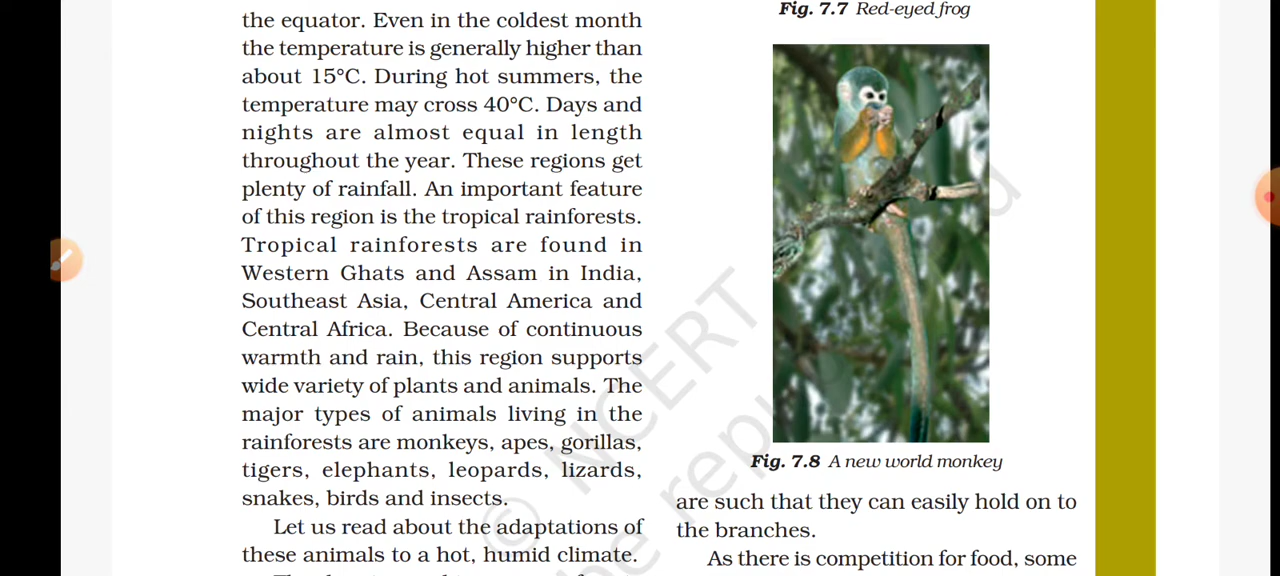 the equator. Even in the coldest month
the temperature is generally higher than
about 15°C. During hot summers, the
temperature may cross 40°C. Days and
nights are almost equal in length
throughout the year. These regions get
plenty of rainfall. An important feature
of this region is the tropical rainforests.
Tropical rainforests are found in
Western Ghats and Assam in India,
Southeast Asia, Central America and
Central Africa. Because of continuous
warmth and rain, this region supports
wide variety of plants and animals. The
major types of animals living in the
rainforests are monkeys, apes, gorillas,
tigers, elephants, leopards, lizards,
snakes, birds and insects.
Let us read about the adaptations of
these animals to a hot, humid climate.
Fig. 7.7 Red-eyed frog
Fig. 7.8 A new world monkey
are such that they can easily hold on to
the branches.
As there is competition for food, some
© NCERT
be repu